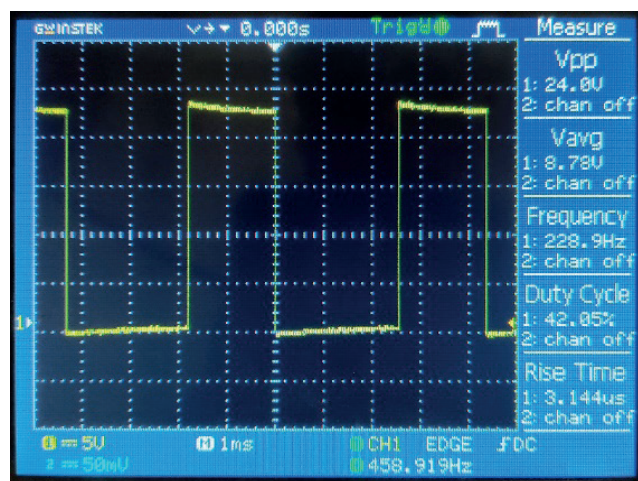 GWINSTEK 0.000s Trig'd
Measure
Vpp
1: 24.0V
2: chan off
Vavg
1: 8.78V
2: chan off
Frequency
1: 228.9Hz
2: chan off
Duty Cycle
1: 42.05%
2: chan off
Rise Time
1: 3.144us
2: chan off
1
1 5V M 1ms CH1 EDGE DC
2 50mV 458.919Hz